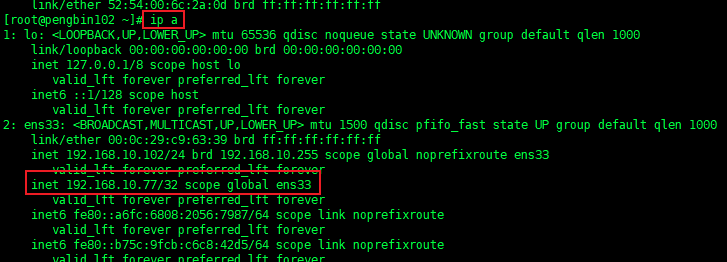 link/ether 52:54:00:6c:2a:0d brd ff:ff:ff:ff:ff:ff
[root@pengbin102 ~]# ip a
1: lo: <LOOPBACK,UP,LOWER_UP> mtu 65536 qdisc noqueue state UNKNOWN group default qlen 1000
link/loopback 00:00:00:00:00:00 brd 00:00:00:00:00:00
inet 127.0.0.1/8 scope host lo
valid_lft forever preferred_lft forever
inet6 ::1/128 scope host
valid_lft forever preferred_lft forever
2: ens33: <BROADCAST,MULTICAST,UP,LOWER_UP> mtu 1500 qdisc pfifo_fast state UP group default qlen 1000
link/ether 00:0c:29:c9:63:39 brd ff:ff:ff:ff:ff:ff
inet 192.168.10.102/24 brd 192.168.10.255 scope global noprefixroute ens33
valid_lft forever preferred_lft forever
inet 192.168.10.77/32 scope global ens33
valid_lft forever preferred_lft forever
inet6 fe80::a6fc:6808:2056:7987/64 scope link noprefixroute
valid_lft forever preferred_lft forever
inet6 fe80::b75c:9fcb:c6c8:42d5/64 scope link noprefixroute
valid_lft forever preferred_lft forever